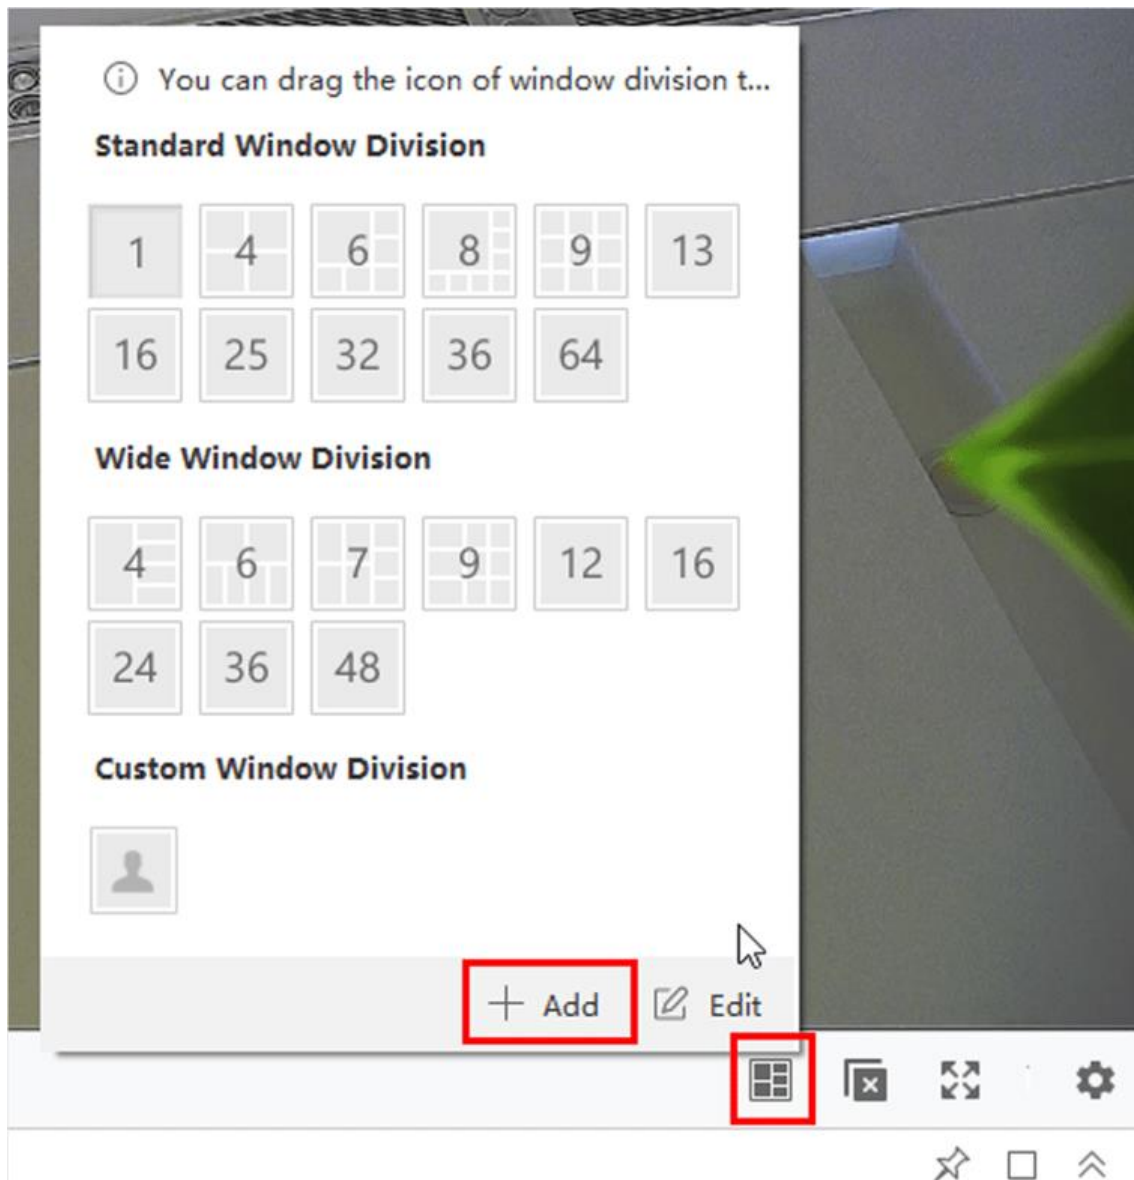 You can drag the icon of window division t...
Standard Window Division
1 4 6 8 9 13
16 25 32 36 64
Wide Window Division
4 6 7 9 12 16
24 36 48
Custom Window Division
Add Edit